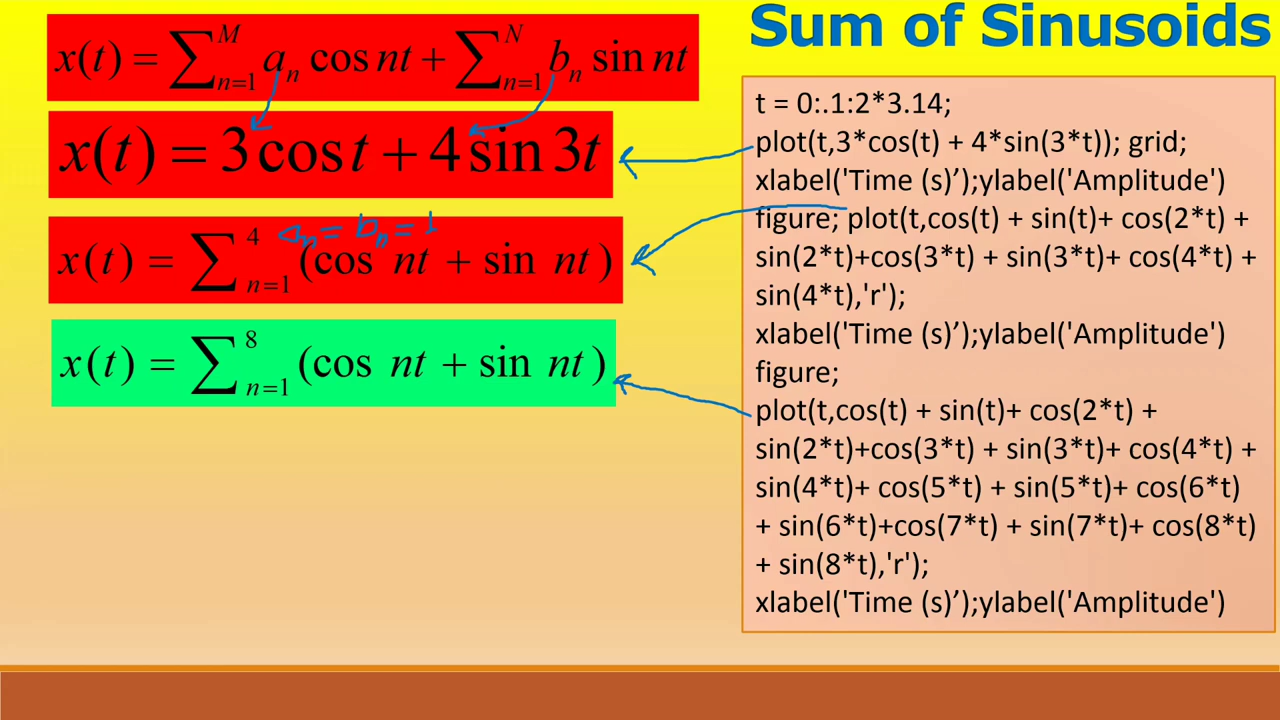 Sum of Sinusoids
x(t) = ∑_{n=1}^{M} a_n cos nt + ∑_{n=1}^{N} b_n sin nt
x(t) = 3cos t + 4sin 3t
a_n = b_n = 1
x(t) = ∑_{n=1}^{4} (cos nt + sin nt)
x(t) = ∑_{n=1}^{8} (cos nt + sin nt)
t = 0:.1:2*3.14;
plot(t,3*cos(t) + 4*sin(3*t)); grid;
xlabel('Time (s)’);ylabel('Amplitude')
figure; plot(t,cos(t) + sin(t)+ cos(2*t) +
sin(2*t)+cos(3*t) + sin(3*t)+ cos(4*t) +
sin(4*t),'r');
xlabel('Time (s)’);ylabel('Amplitude')
figure;
plot(t,cos(t) + sin(t)+ cos(2*t) +
sin(2*t)+cos(3*t) + sin(3*t)+ cos(4*t) +
sin(4*t)+ cos(5*t) + sin(5*t)+ cos(6*t)
+ sin(6*t)+cos(7*t) + sin(7*t)+ cos(8*t)
+ sin(8*t),'r');
xlabel('Time (s)’);ylabel('Amplitude')